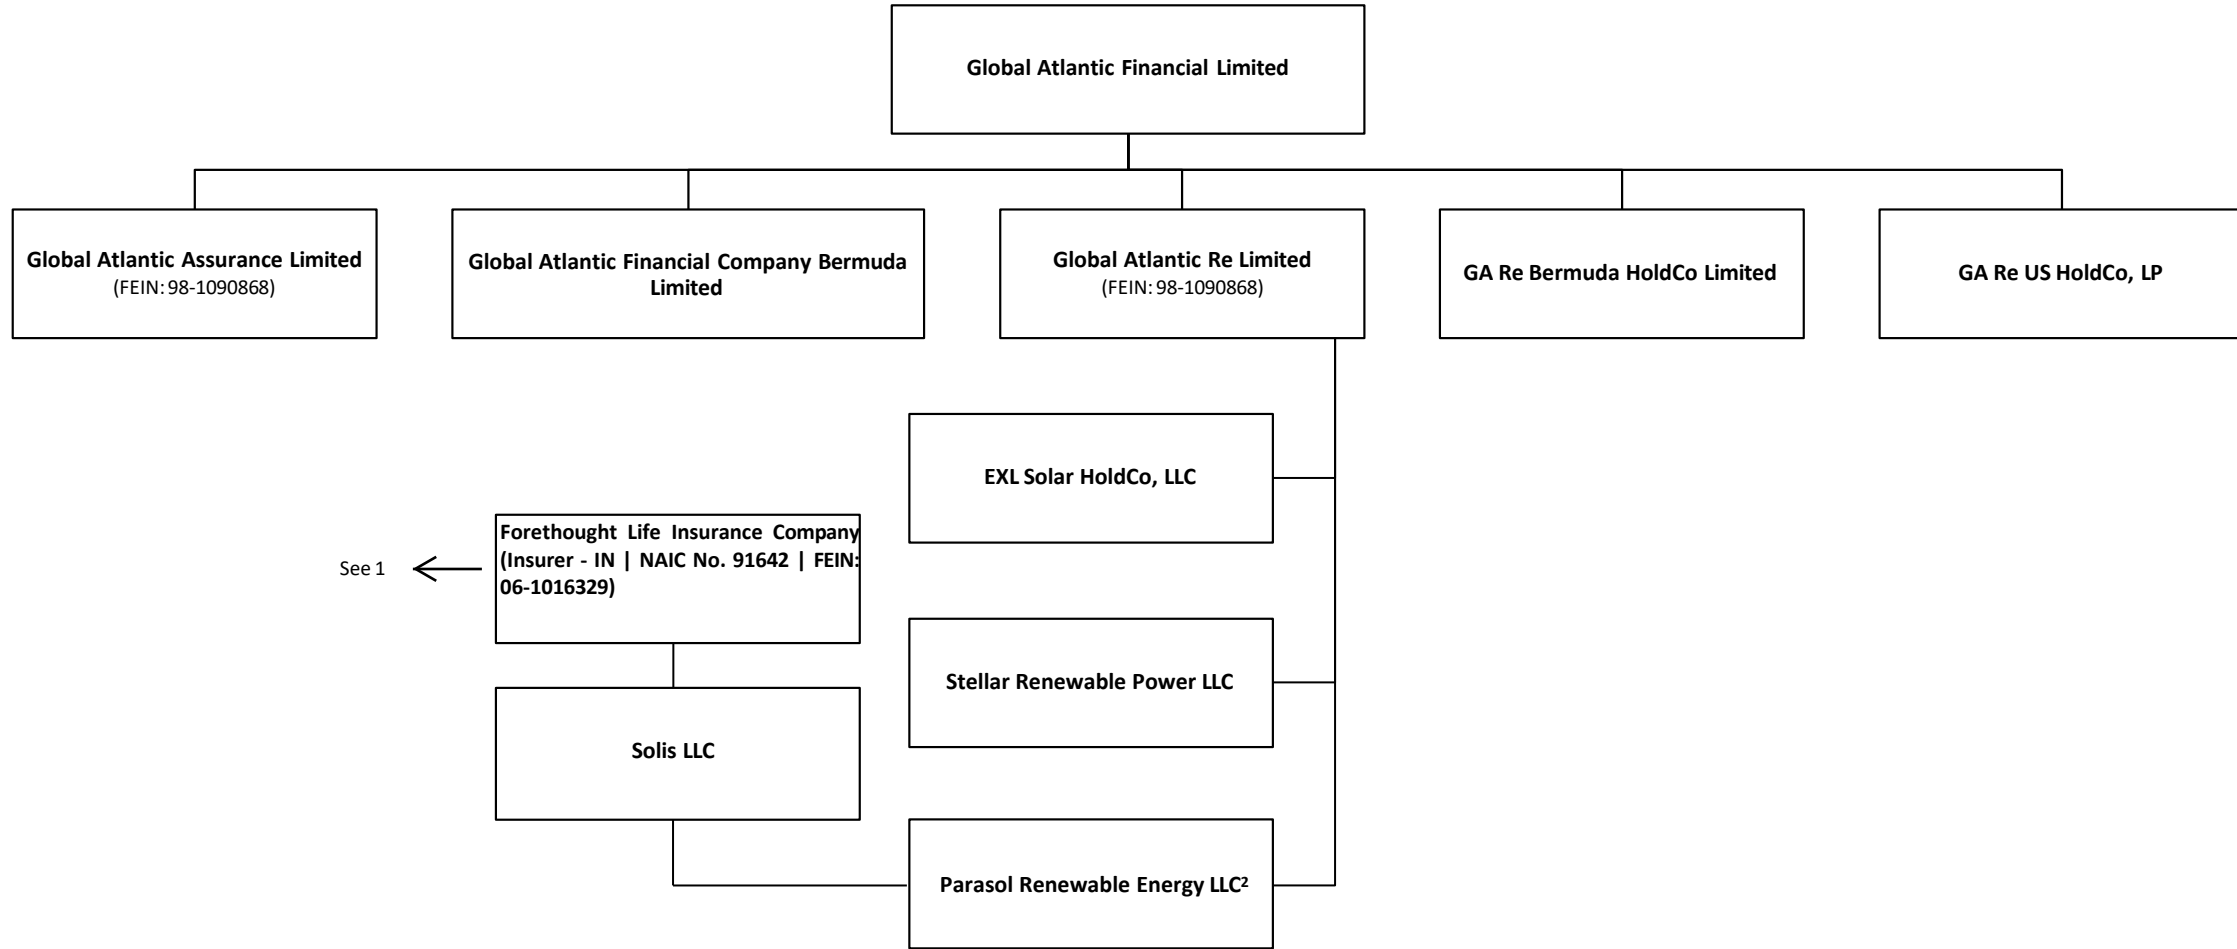 Global Atlantic Financial Limited
Global Atlantic Assurance Limited
(FEIN: 98-1090868)
Global Atlantic Financial Company Bermuda
Limited
Global Atlantic Re Limited
(FEIN: 98-1090868)
GA Re Bermuda HoldCo Limited
GA Re US HoldCo, LP
EXL Solar HoldCo, LLC
See 1
Forethought Life Insurance Company
(Insurer - IN | NAIC No. 91642 | FEIN:
06-1016329)
Stellar Renewable Power LLC
Solis LLC
Parasol Renewable Energy LLC²